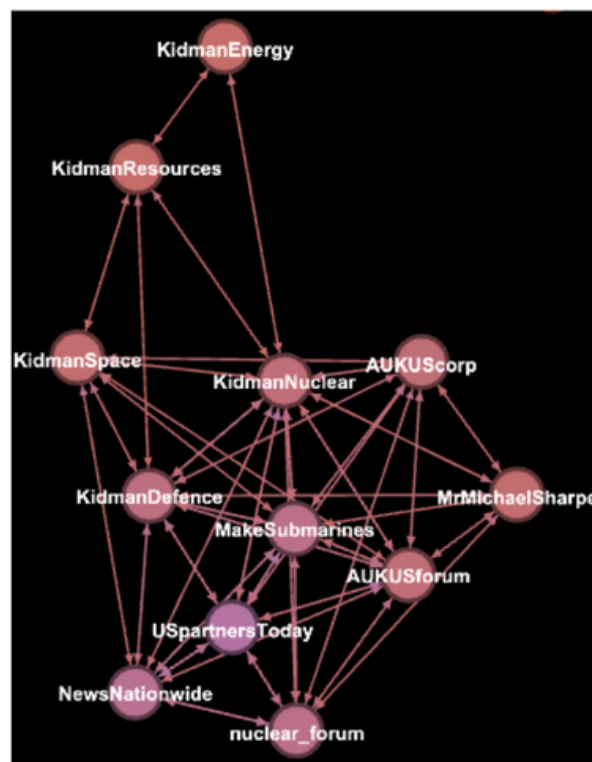 KidmanEnergy
KidmanResources
KidmanSpace
KidmanNuclear
AUKUScorp
KidmanDefence
MrMIchaelSharpe
MakeSubmarines
AUKUSforum
USpartnersToday
NewsNationwide
nuclear_forum